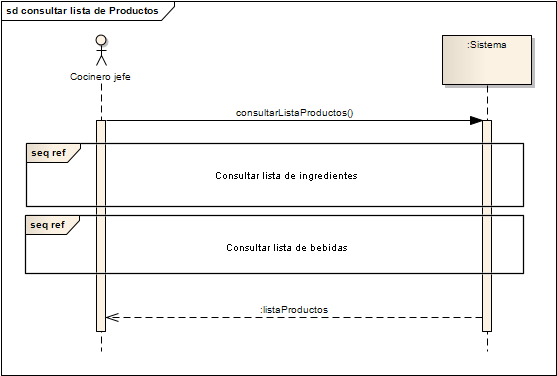 sd consultar lista de Productos
Cocinero jefe
:Sistema
consultarListaProductos()
seq ref
Consultar lista de ingredientes
seq ref
Consultar lista de bebidas
:listaProductos